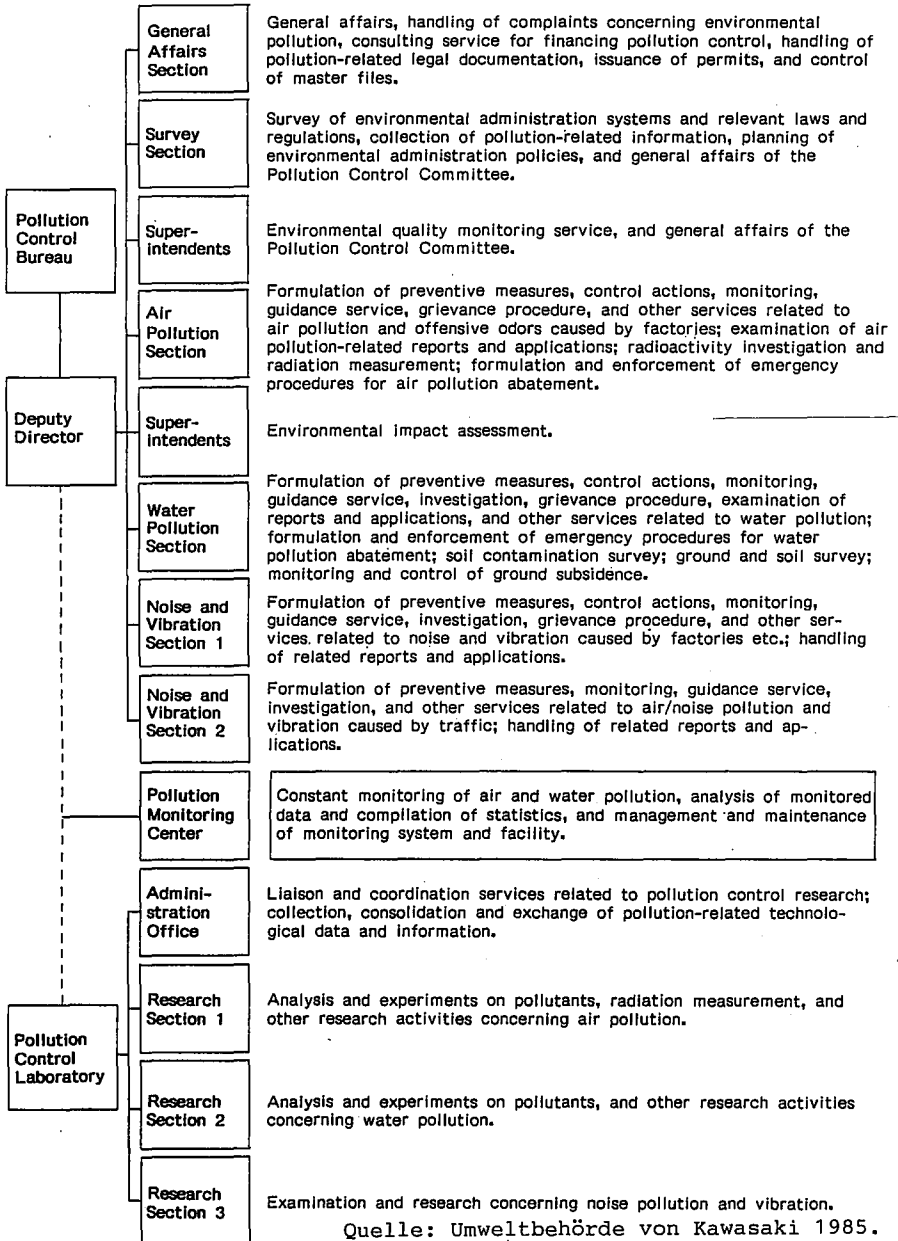 General
Affairs
Section
General affairs, handling of complaints concerning environmental
pollution, consulting service for financing pollution control, handling of
pollution-related legal documentation, issuance of permits, and control
of master files.
Survey
Section
Survey of environmental administration systems and relevant laws and
regulations, collection of pollution-related information, planning of
environmental administration policies, and general affairs of the
Pollution Control Committee.
Pollution
Control
Bureau
Super-
intendents
Environmental quality monitoring service, and general affairs of the
Pollution Control Committee.
Air
Pollution
Section
Formulation of preventive measures, control actions, monitoring,
guidance service, grievance procedure, and other services related to
air pollution and offensive odors caused by factories; examination of air
pollution-related reports and applications; radioactivity investigation and
radiation measurement; formulation and enforcement of emergency
procedures for air pollution abatement.
Deputy
Director
Super-
intendents
Environmental impact assessment.
Water
Pollution
Section
Formulation of preventive measures, control actions, monitoring,
guidance service, investigation, grievance procedure, examination of
reports and applications, and other services related to water pollution;
formulation and enforcement of emergency procedures for water
pollution abatement; soil contamination survey; ground and soil survey;
monitoring and control of ground subsidence.
Noise and
Vibration
Section 1
Formulation of preventive measures, control actions, monitoring,
guidance service, investigation, grievance procedure, and other ser-
vices related to noise and vibration caused by factories etc.; handling
of related reports and applications.
Noise and
Vibration
Section 2
Formulation of preventive measures, monitoring, guidance service,
investigation, and other services related to air/noise pollution and
vibration caused by traffic; handling of related reports and ap-
lications.
Pollution
Monitoring
Center
Constant monitoring of air and water pollution, analysis of monitored
data and compilation of statistics, and management and maintenance
of monitoring system and facility.
Admini-
stration
Office
Liaison and coordination services related to pollution control research;
collection, consolidation and exchange of pollution-related technolo-
gical data and information.
Research
Section 1
Analysis and experiments on pollutants, radiation measurement, and
other research activities concerning air pollution.
Pollution
Control
Laboratory
Research
Section 2
Analysis and experiments on pollutants, and other research activities
concerning water pollution.
Research
Section 3
Examination and research concerning noise pollution and vibration.
Quelle: Umweltbehörde von Kawasaki 1985.